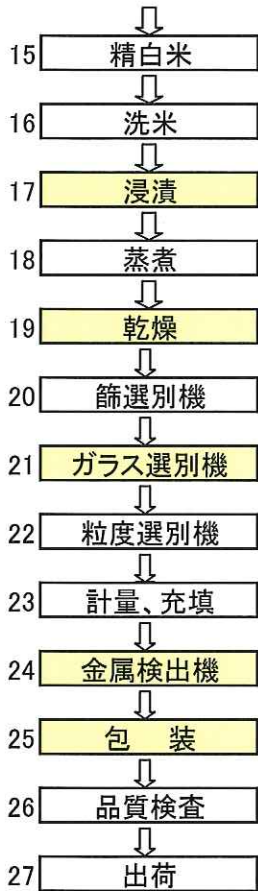 15 精白米
16 洗米
17 浸漬
18 蒸煮
19 乾燥
20 篩選別機
21 ガラス選別機
22 粒度選別機
23 計量、充填
24 金属検出機
25 包　装
26 品質検査
27 出荷